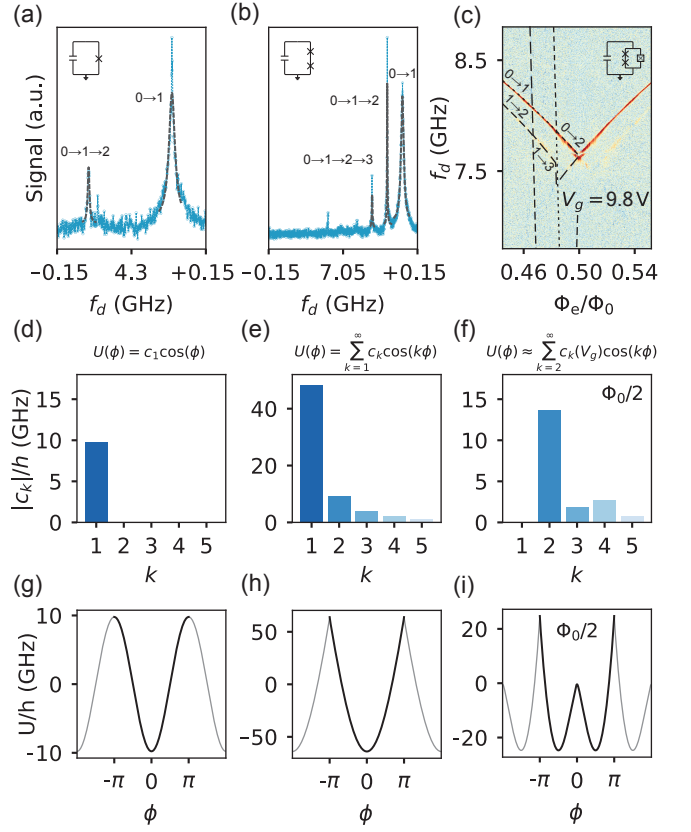 (a) (b) (c)
Signal (a.u.)
0→1→2
0→1
−0.15 4.3 +0.15
f_d (GHz)
0→1→2
0→1→2→3
0→1
−0.15 7.05 +0.15
f_d (GHz)
f_d (GHz)
8.5
7.5
0→1
1→2
1→3
0→2
V_g = 9.8 V
0.46 0.50 0.54
Φ_e/Φ_0
(d) (e) (f)
U(ϕ) = c_1cos(ϕ)
|c_k|/h (GHz)
15
10
5
0
1 2 3 4 5
k
U(ϕ) = ∑_{k=1}^{∞} c_k cos(kϕ)
40
20
0
1 2 3 4 5
k
U(ϕ) ≈ ∑_{k=2}^{∞} c_k(V_g)cos(kϕ)
Φ_0/2
15
10
5
0
1 2 3 4 5
k
(g) (h) (i)
U/h (GHz)
10
0
−10
-π 0 π
ϕ
50
0
−50
-π 0 π
ϕ
Φ_0/2
20
0
−20
-π 0 π
ϕ